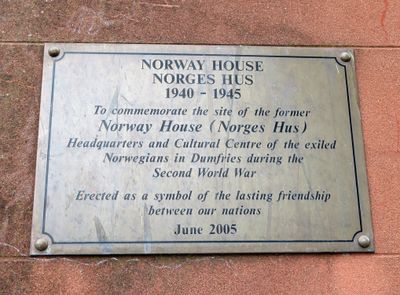 NORWAY HOUSE
NORGES HUS
1940 - 1945
To commemorate the site of the former
Norway House (Norges Hus)
Headquarters and Cultural Centre of the exiled
Norwegians in Dumfries during the
Second World War
Erected as a symbol of the lasting friendship
between our nations
June 2005